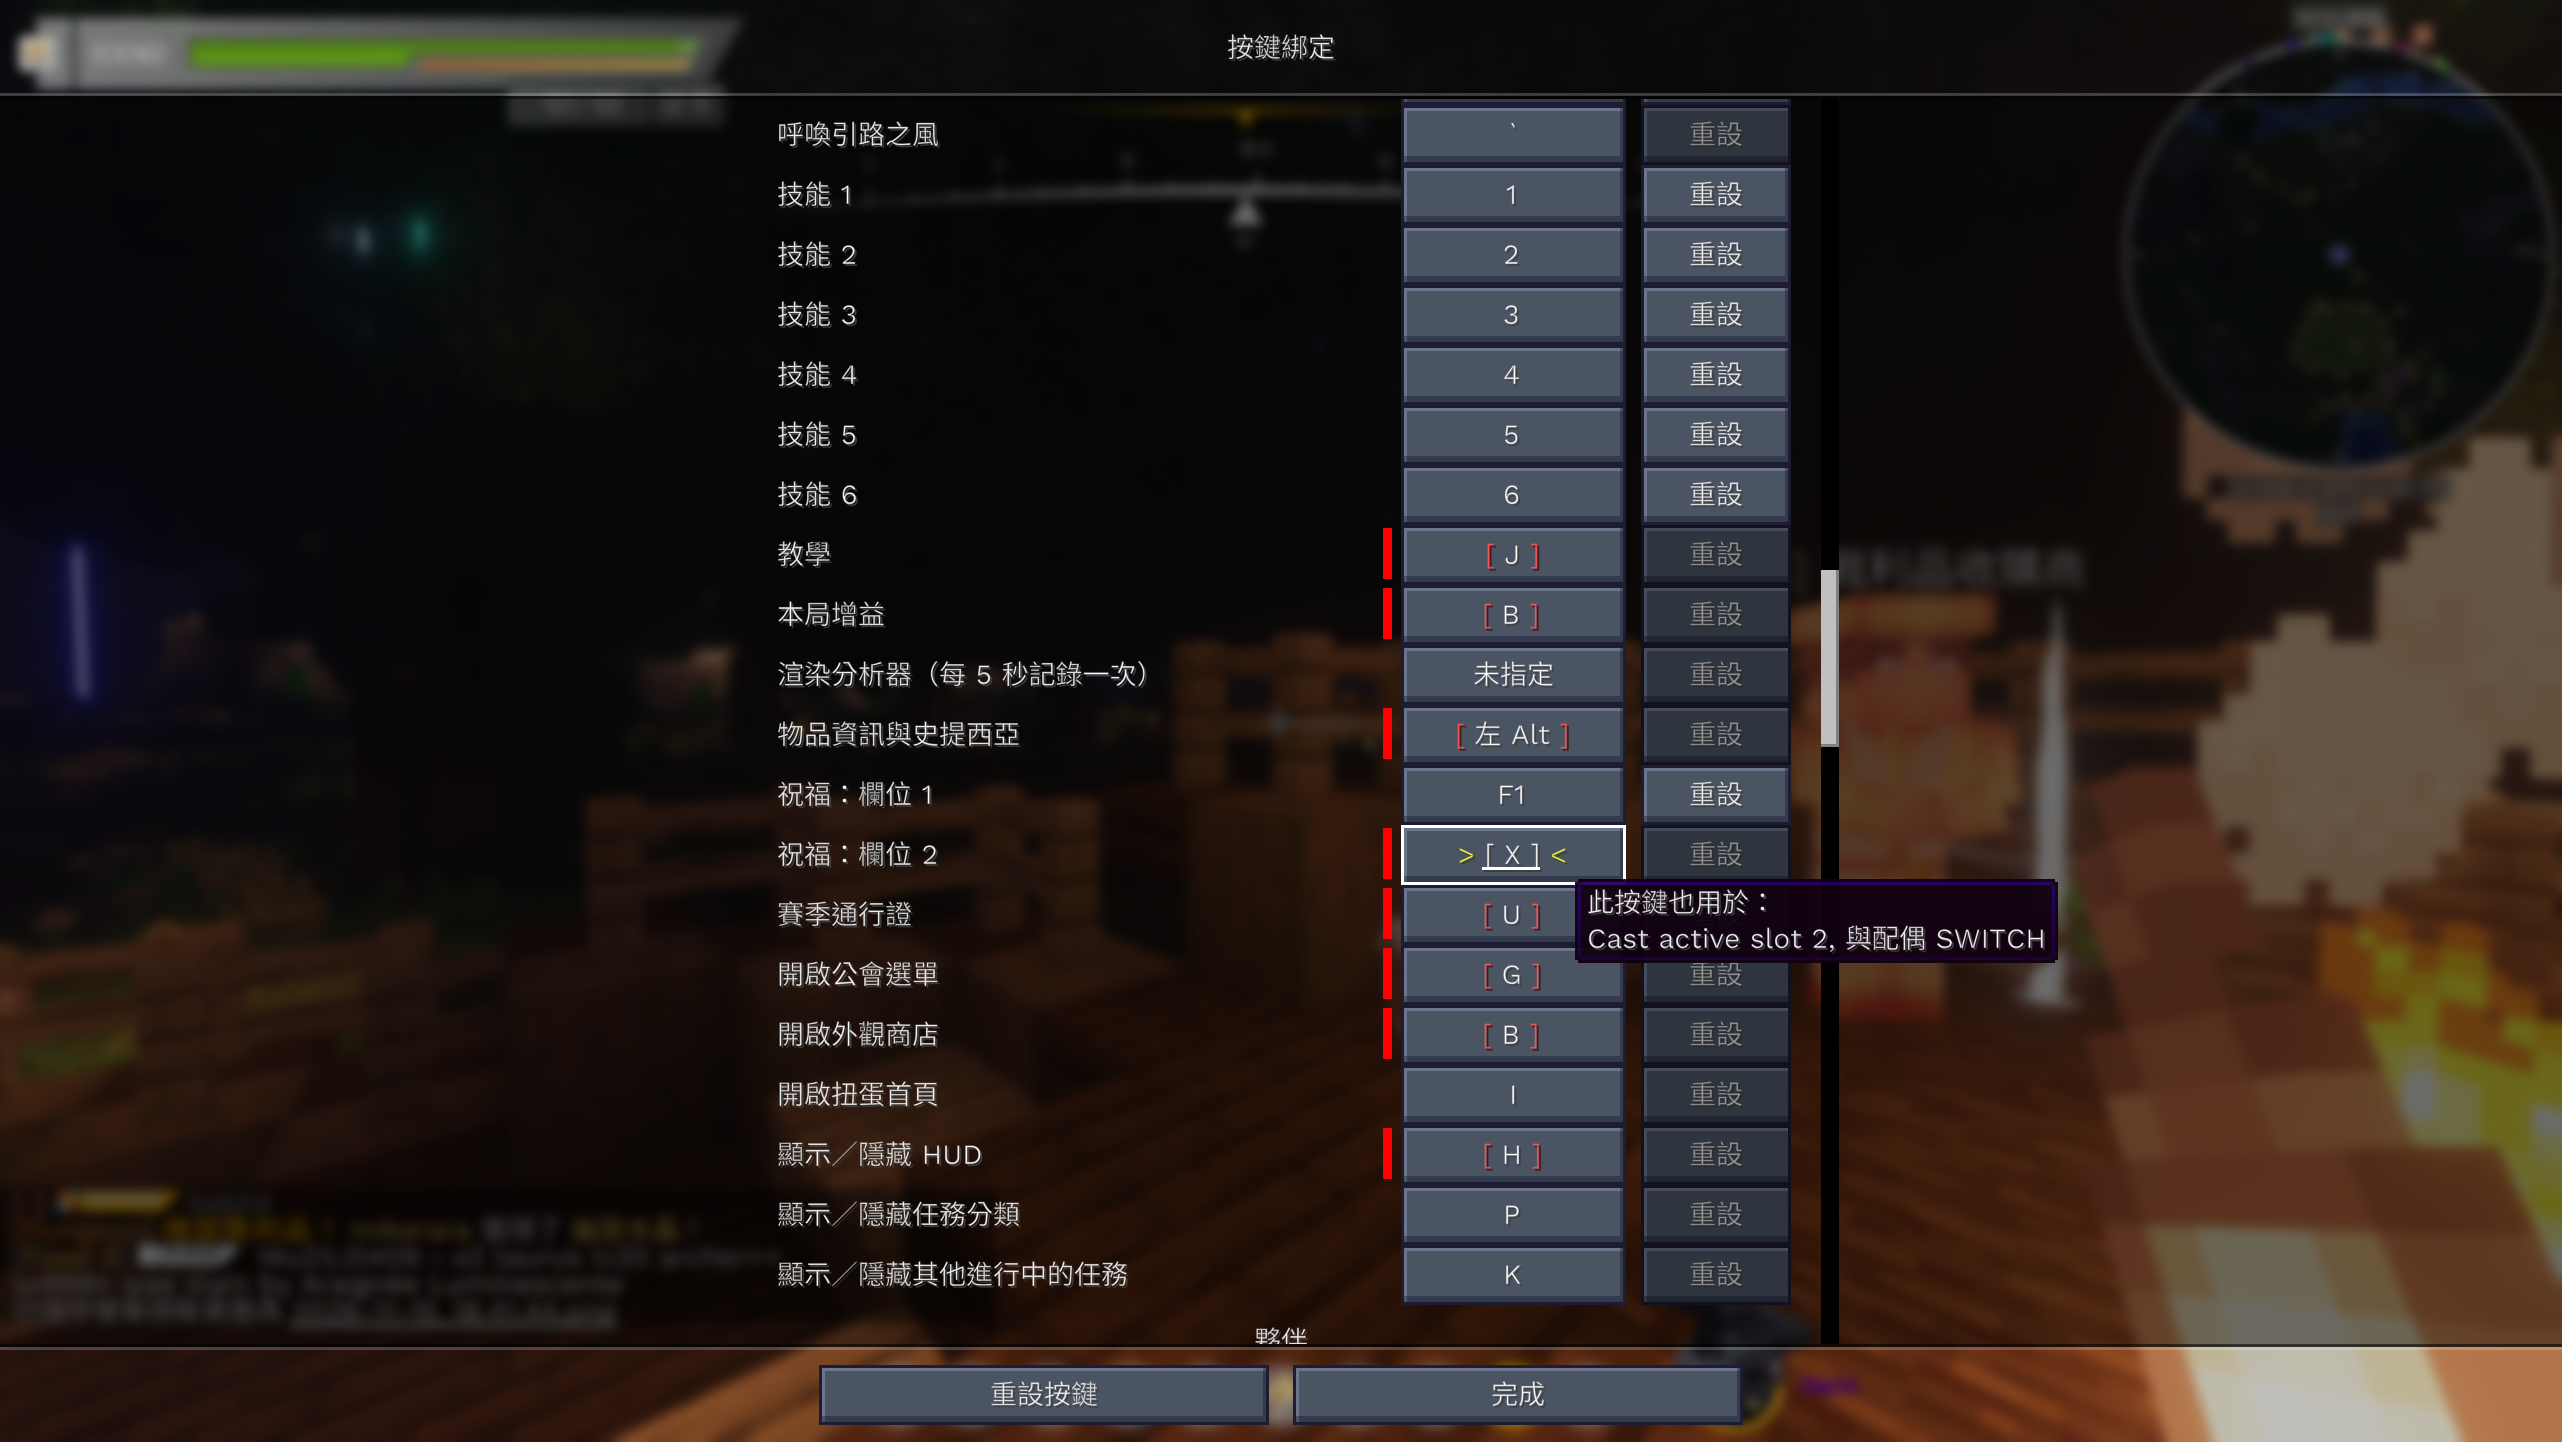 按鍵綁定
呼喚引路之風 ` 重設
技能 1 1 重設
技能 2 2 重設
技能 3 3 重設
技能 4 4 重設
技能 5 5 重設
技能 6 6 重設
教學 [ J ] 重設
本局增益 [ B ] 重設
渲染分析器（每 5 秒記錄一次） 未指定 重設
物品資訊與史提西亞 [ 左 Alt ] 重設
祝福：欄位 1 F1 重設
祝福：欄位 2 > [ X ] < 重設
此按鍵也用於：
Cast active slot 2, 與配偶 SWITCH
賽季通行證 [ U ]
開啟公會選單 [ G ] 重設
開啟外觀商店 [ B ] 重設
開啟扭蛋首頁 I 重設
顯示／隱藏 HUD [ H ] 重設
顯示／隱藏任務分類 P 重設
顯示／隱藏其他進行中的任務 K 重設
夥伴
重設按鍵 完成